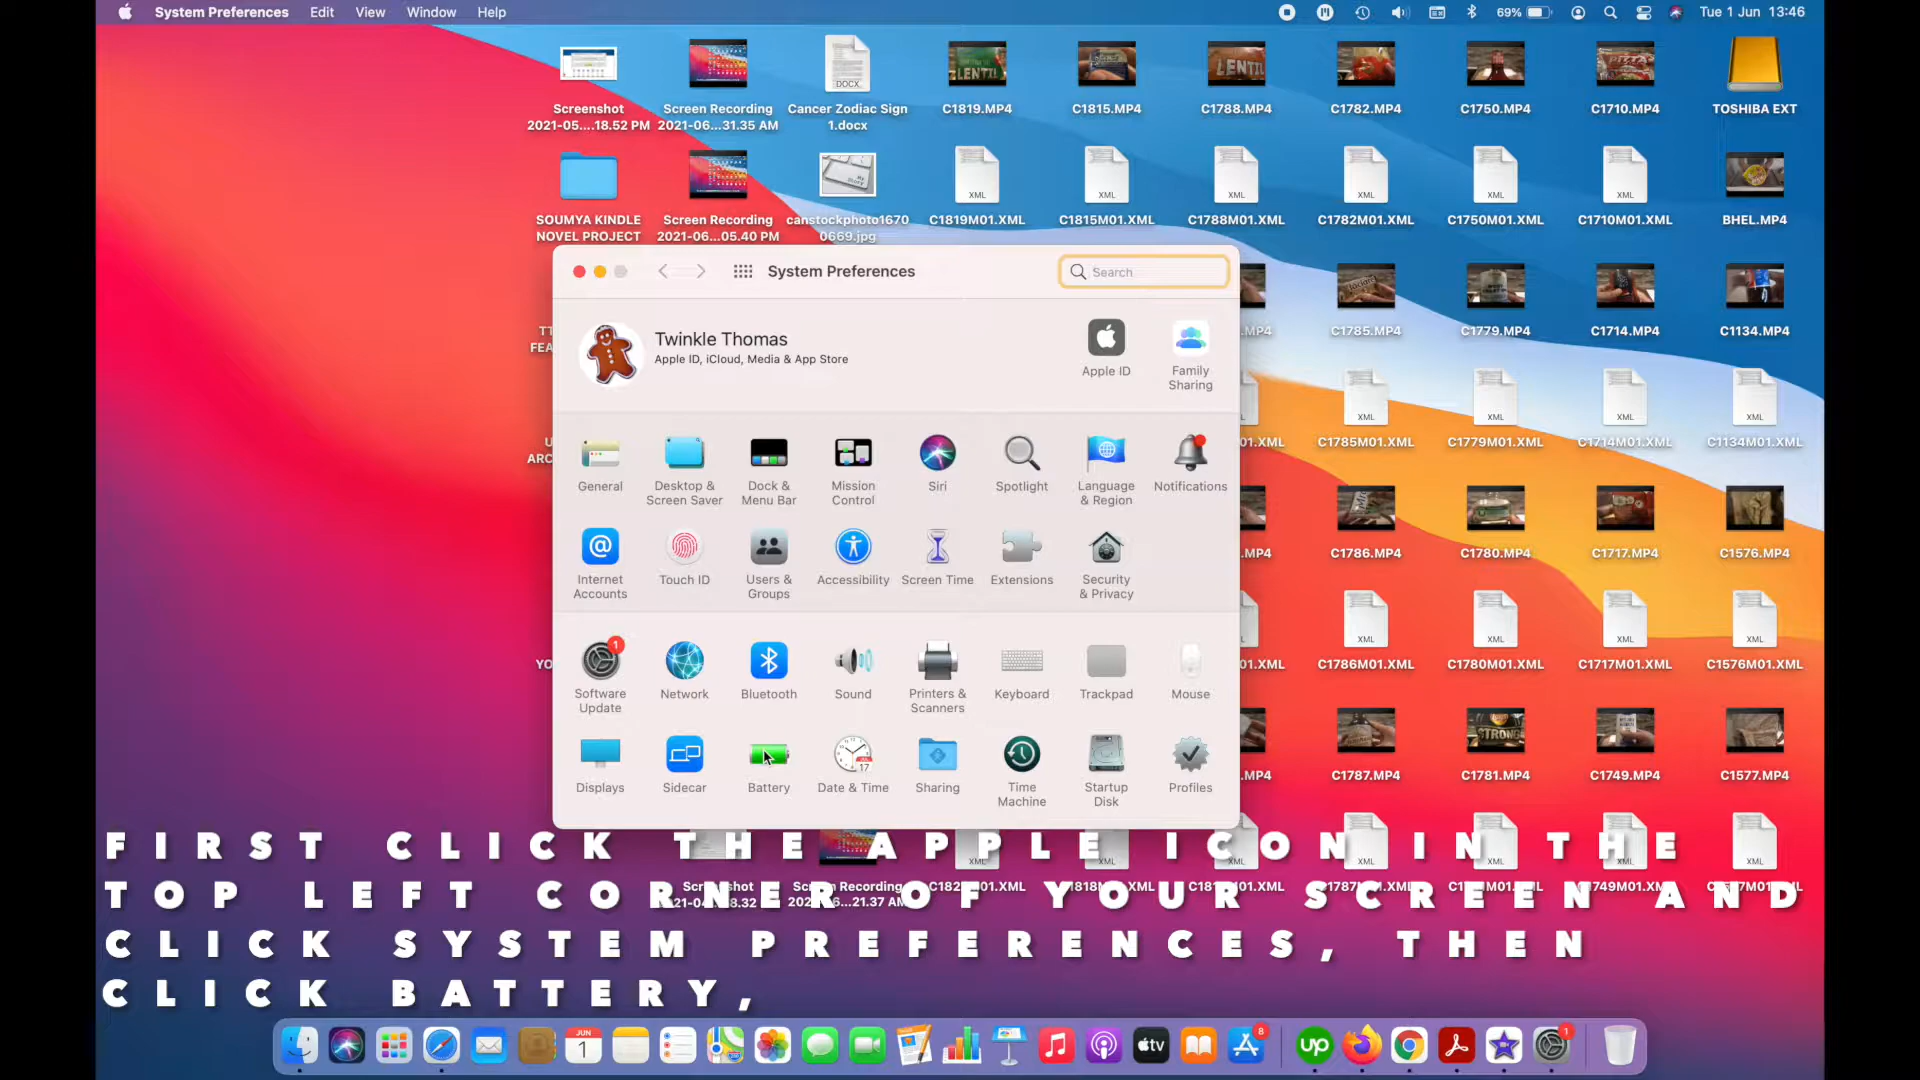 System Preferences Edit View Window Help 69% Tue 1 Jun 13:46
Screenshot 2021-05....18.52 PM
Screen Recording 2021-06...31.35 AM
Cancer Zodiac Sign 1.docx
C1819.MP4 C1815.MP4 C1788.MP4 C1782.MP4 C1750.MP4 C1710.MP4 TOSHIBA EXT
SOUMYA KINDLE NOVEL PROJECT
Screen Recording 2021-06...05.40 PM
canstockphoto1670 0669.jpg
C1819M01.XML C1815M01.XML C1788M01.XML C1782M01.XML C1750M01.XML C1710M01.XML BHEL.MP4
System Preferences
Search
Twinkle Thomas
Apple ID, iCloud, Media & App Store
Apple ID
Family Sharing
General
Desktop & Screen Saver
Dock & Menu Bar
Mission Control
Siri
Spotlight
Language & Region
Notifications
Internet Accounts
Touch ID
Users & Groups
Accessibility
Screen Time
Extensions
Security & Privacy
Software Update
Network
Bluetooth
Sound
Printers & Scanners
Keyboard
Trackpad
Mouse
Displays
Sidecar
Battery
Date & Time
Sharing
Time Machine
Startup Disk
Profiles
C1785.MP4 C1779.MP4 C1714.MP4 C1134.MP4
C1785M01.XML C1779M01.XML C1714M01.XML C1134M01.XML
C1786.MP4 C1780.MP4 C1717.MP4 C1576.MP4
C1786M01.XML C1780M01.XML C1717M01.XML C1576M01.XML
C1787.MP4 C1781.MP4 C1749.MP4 C1577.MP4
FIRST CLICK THE APPLE ICON IN THE
TOP LEFT CORNER OF YOUR SCREEN AND
CLICK SYSTEM PREFERENCES, THEN
CLICK BATTERY,